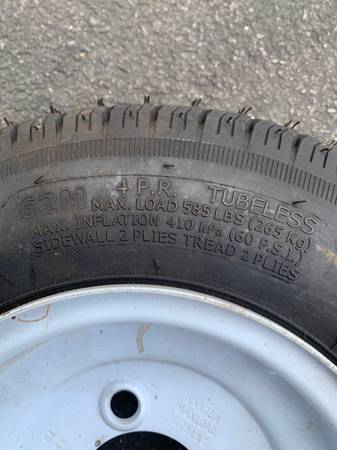 4 P.R. TUBELESS
62M MAX. LOAD 585 LBS (265 Kg)
MAX. INFLATION 410 kPa (60 P.S.I.)
SIDEWALL 2 PLIES TREAD 2 PLIES